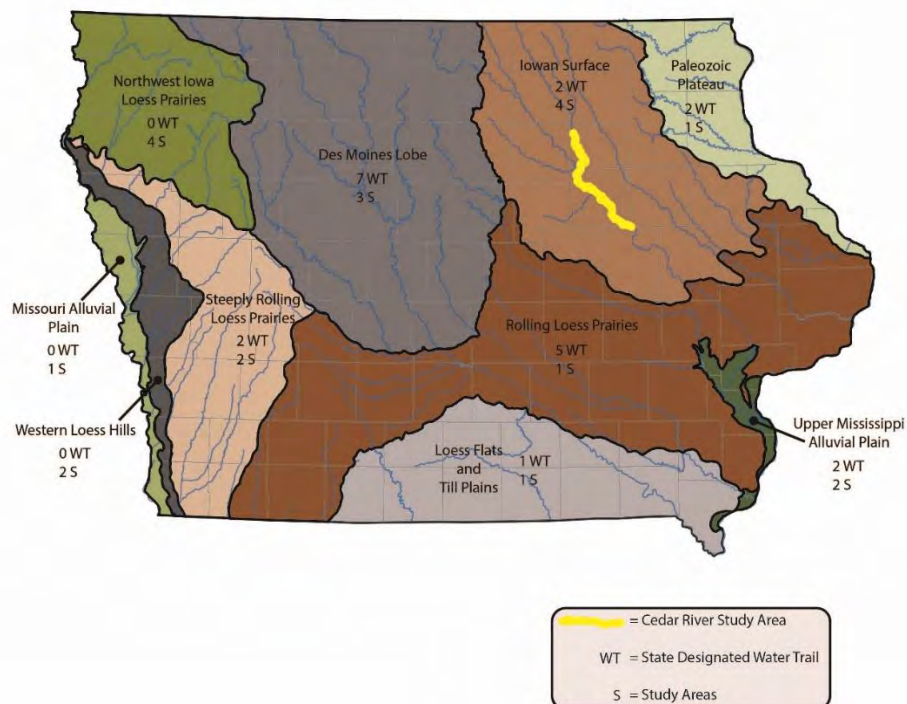 Northwest Iowa
Loess Prairies
0 WT
4 S
Des Moines Lobe
7 WT
3 S
Iowan Surface
2 WT
4 S
Paleozoic
Plateau
2 WT
1 S
Missouri Alluvial
Plain
0 WT
1 S
Steeply Rolling
Loess Prairies
2 WT
2 S
Rolling Loess Prairies
5 WT
1 S
Western Loess Hills
0 WT
2 S
Loess Flats
and
Till Plains
1 WT
1 S
Upper Mississippi
Alluvial Plain
2 WT
2 S
= Cedar River Study Area
WT = State Designated Water Trail
S = Study Areas